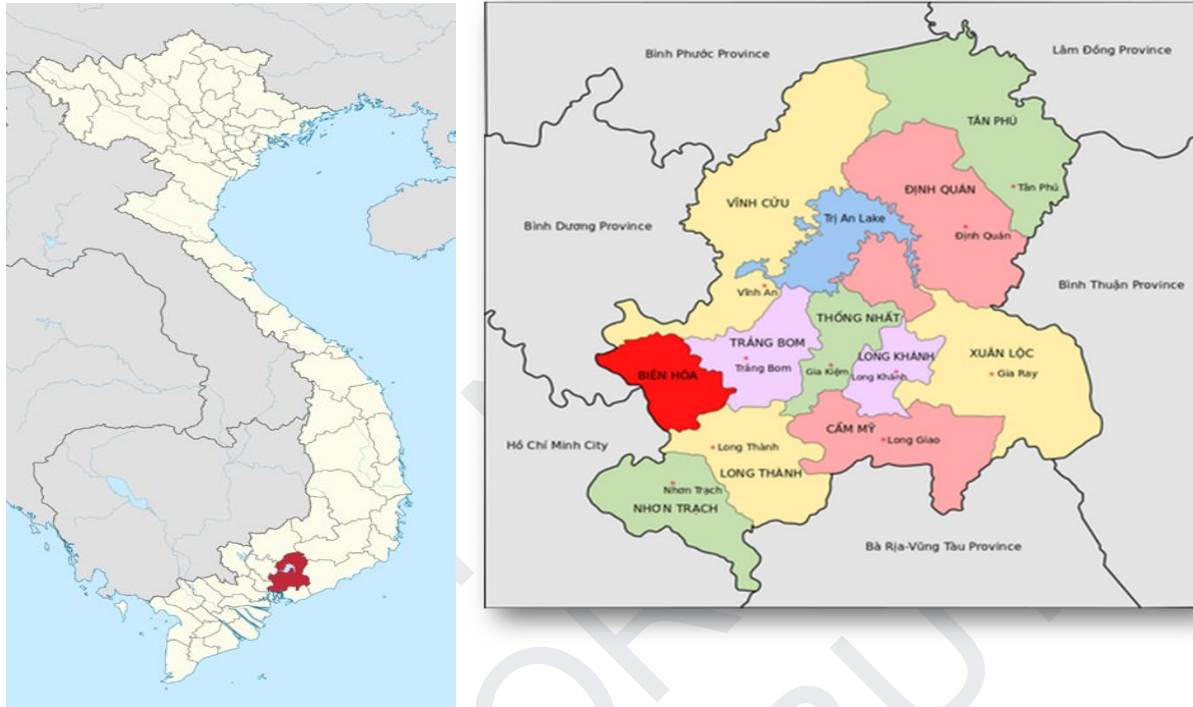 Bình Phước Province
Lâm Đồng Province
TÂN PHÚ
Tân Phú
ĐỊNH QUÁN
VĨNH CỬU
Trị An Lake
Bình Dương Province
Định Quán
Bình Thuận Province
Vĩnh An
THỐNG NHẤT
TRẢNG BOM
LONG KHÁNH
XUÂN LỘC
Trảng Bom
Gia Kiệm
Long Khánh
Gia Ray
BIÊN HÒA
CẨM MỸ
Hồ Chí Minh City
Long Thành
Long Giao
LONG THÀNH
Nhơn Trạch
NHƠN TRẠCH
Bà Rịa-Vũng Tàu Province